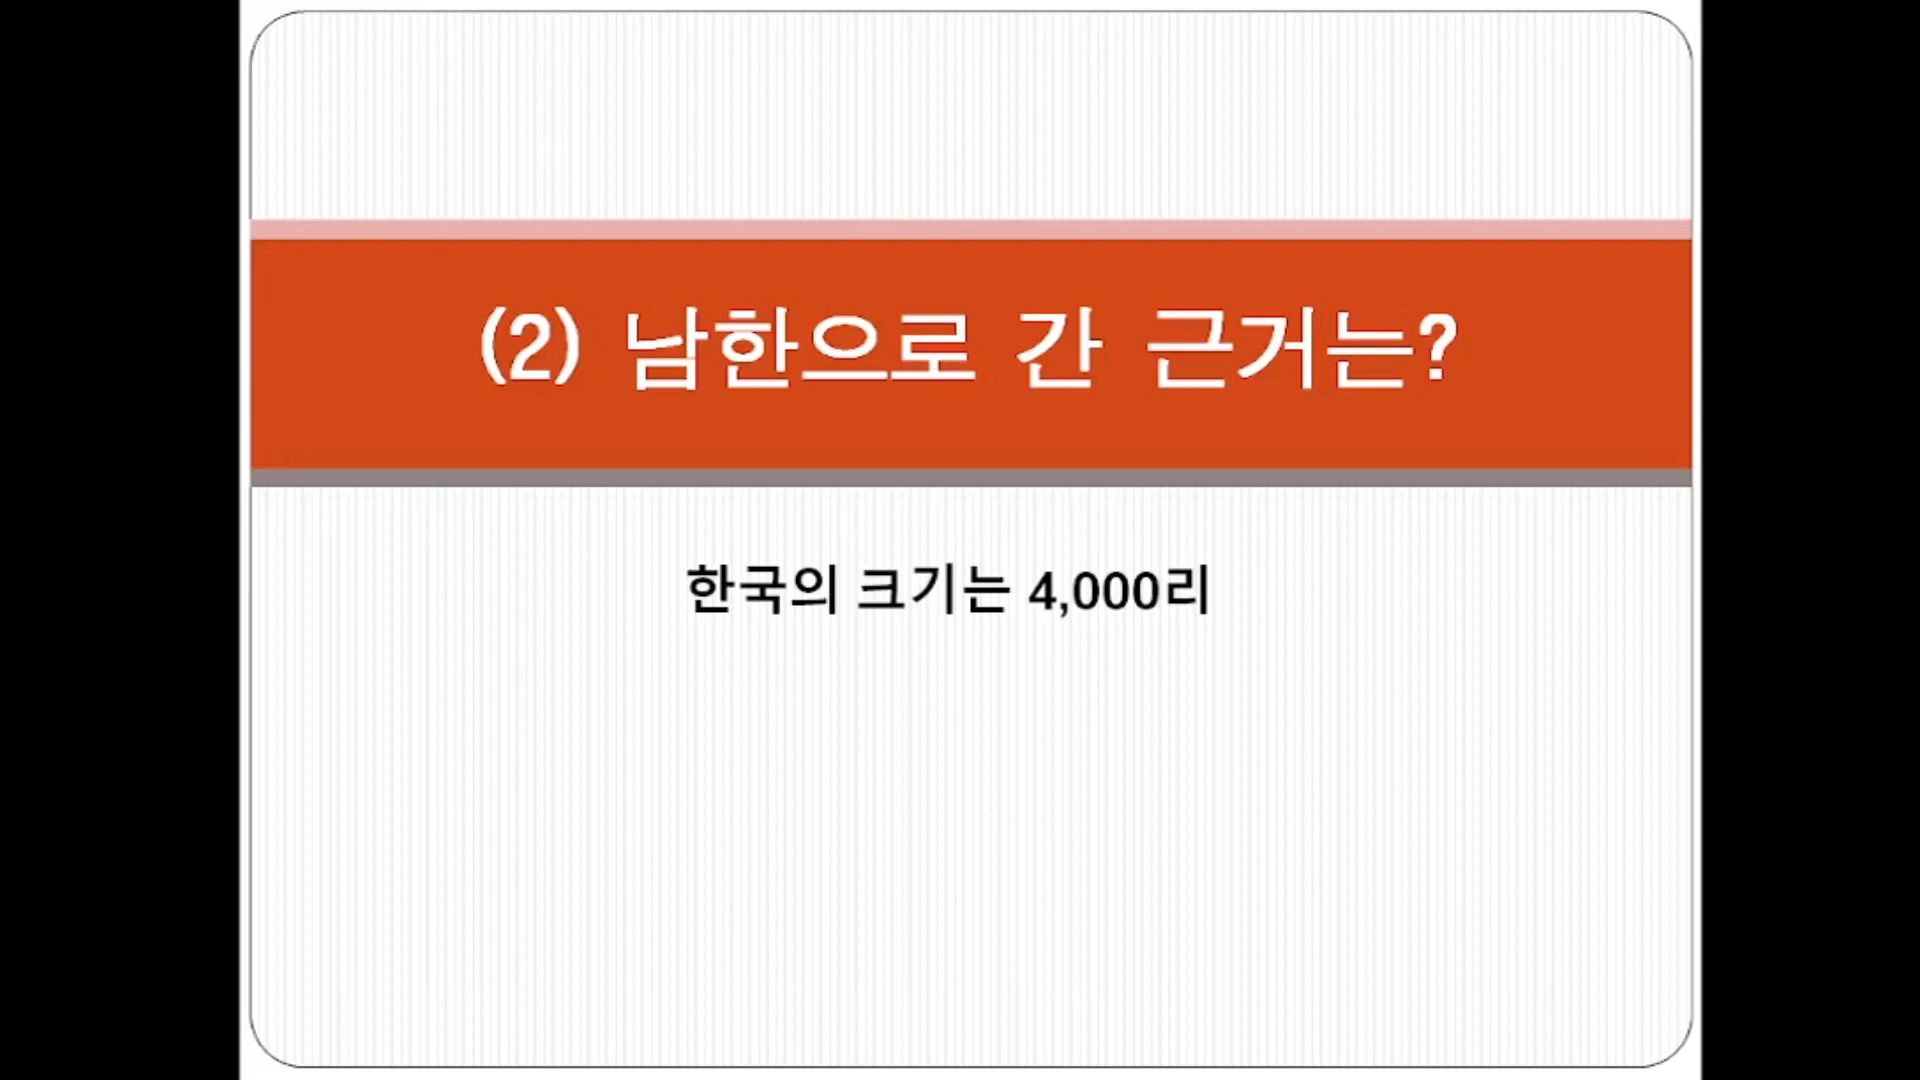 (2) 남한으로 간 근거는?
한국의 크기는 4,000리